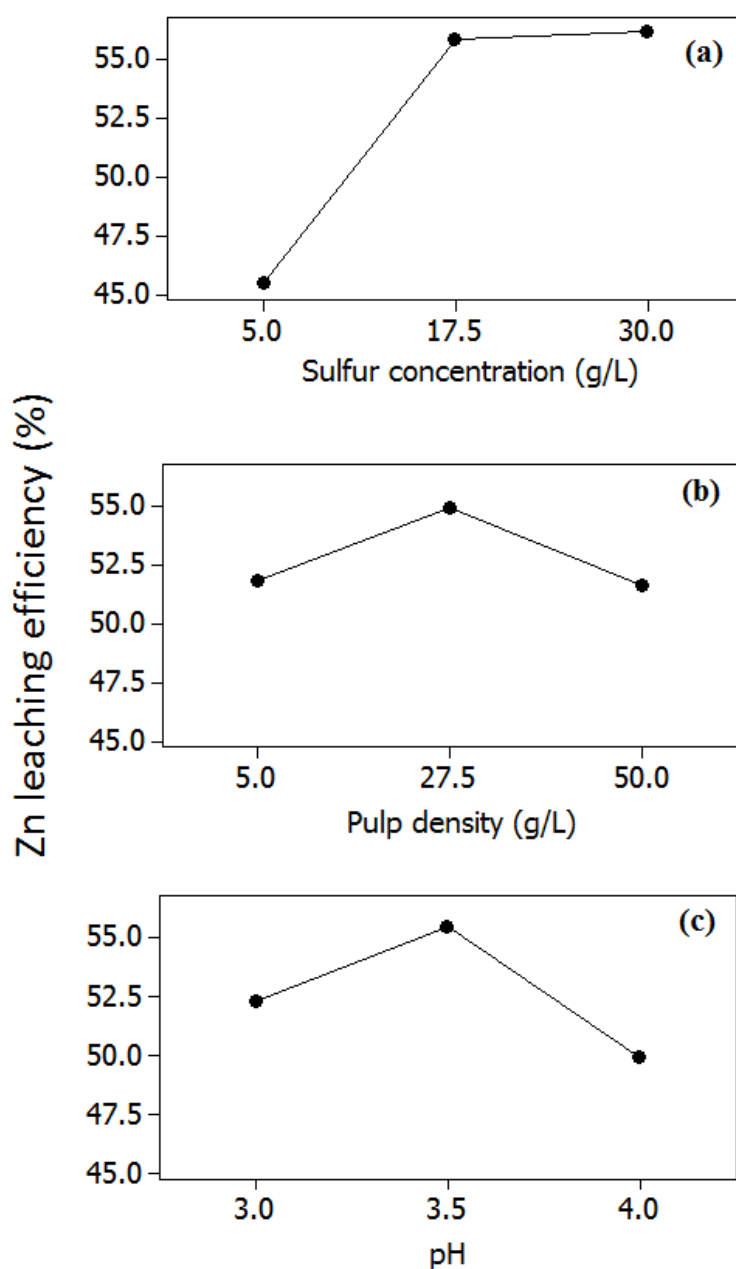 Zn leaching efficiency (%)
(a)
55.0
52.5
50.0
47.5
45.0
5.0 17.5 30.0
Sulfur concentration (g/L)
(b)
55.0
52.5
50.0
47.5
45.0
5.0 27.5 50.0
Pulp density (g/L)
(c)
55.0
52.5
50.0
47.5
45.0
3.0 3.5 4.0
pH